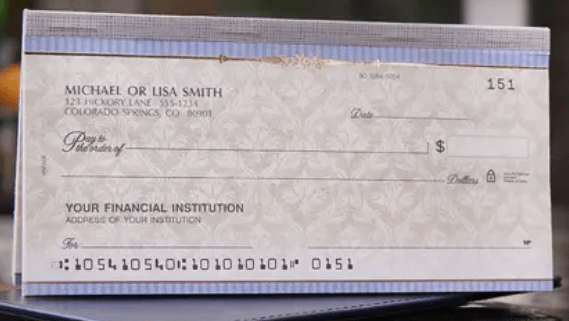 151
MICHAEL OR LISA SMITH
123 HICKORY LANE 555-1234
COLORADO SPRINGS, CO 80901
Date
Pay to
the order of $
Dollars
YOUR FINANCIAL INSTITUTION
ADDRESS OF YOUR INSTITUTION
For
MP
⑆105410540⑆101010101⑈ 0151